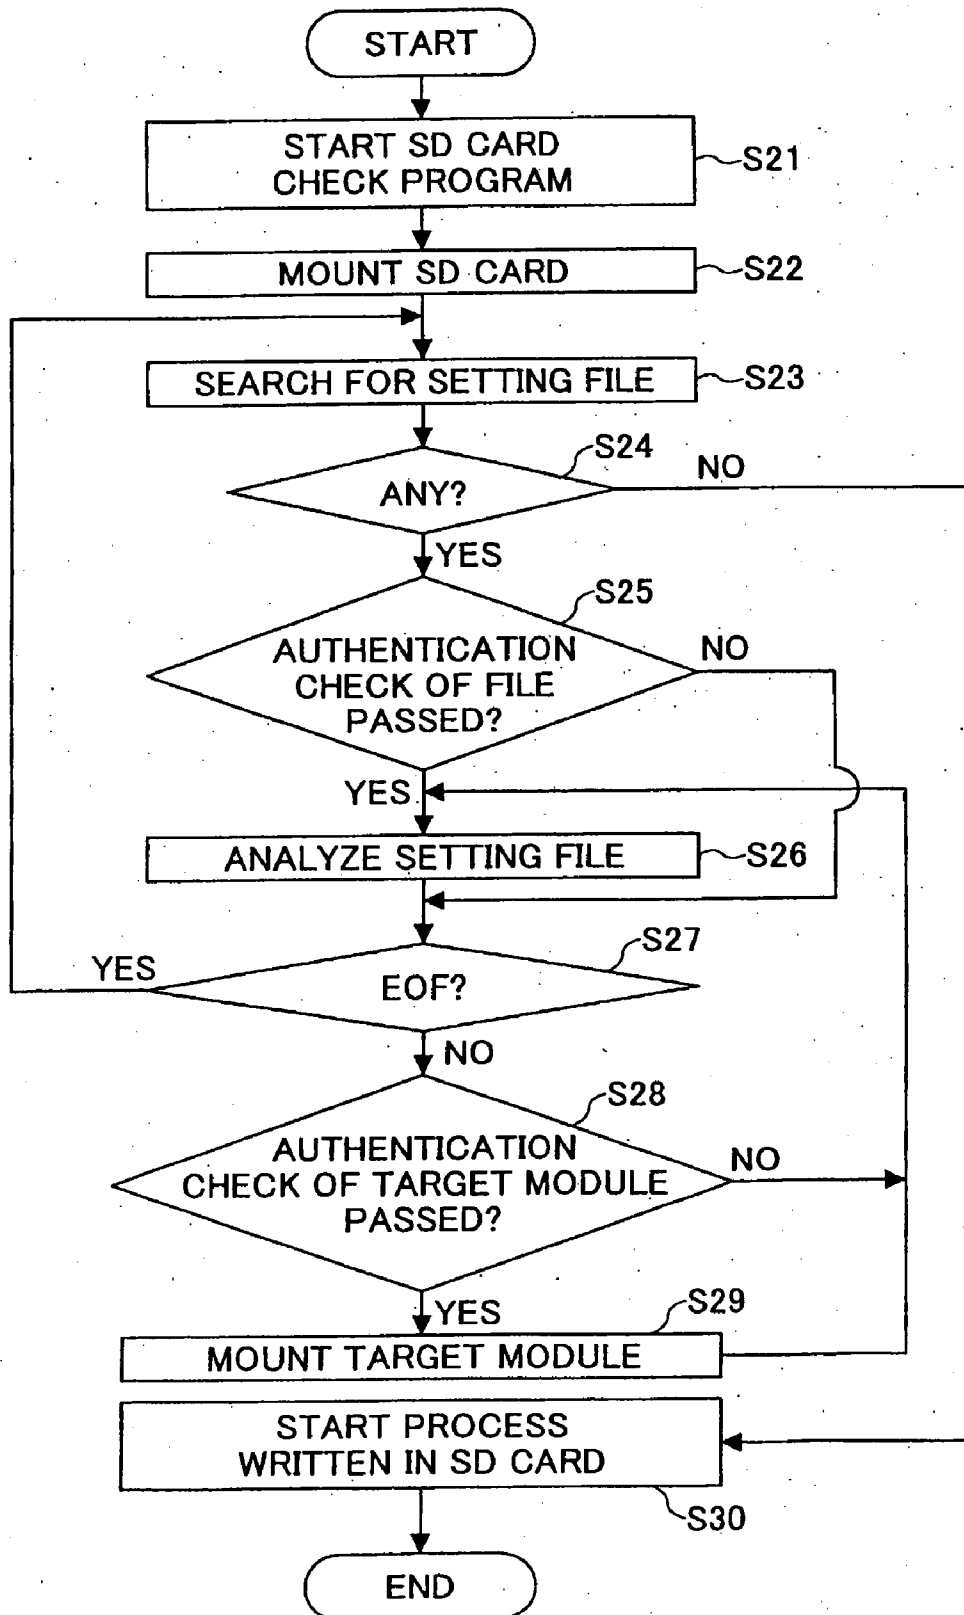 START
START SD CARD
CHECK PROGRAM
S21
MOUNT SD CARD
S22
SEARCH FOR SETTING FILE
S23
S24
NO
ANY?
YES
S25
NO
AUTHENTICATION
CHECK OF FILE
PASSED?
YES
ANALYZE SETTING FILE
S26
S27
YES
EOF?
NO
S28
AUTHENTICATION
CHECK OF TARGET MODULE
PASSED?
NO
YES
S29
MOUNT TARGET MODULE
START PROCESS
WRITTEN IN SD CARD
S30
END